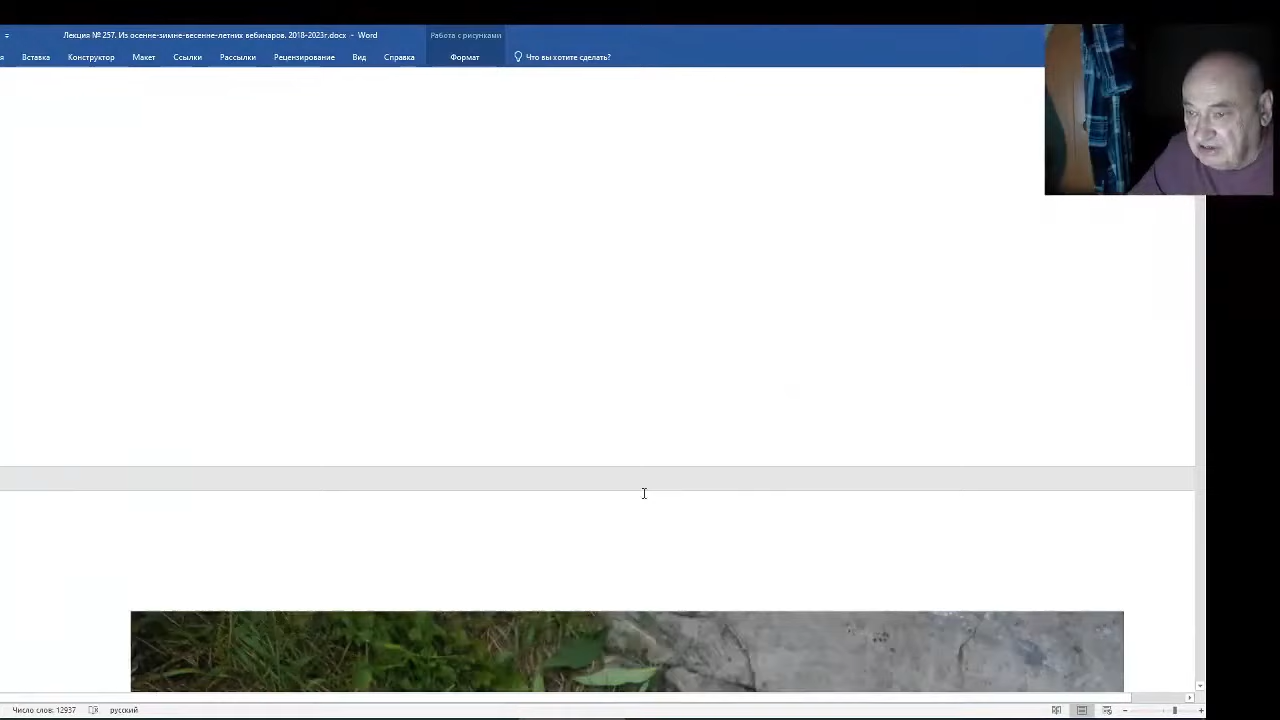 Лекция № 257. Из осенне-зимне-весенне-летних вебинаров. 2018-2023г.docx - Word
Работа с рисунками
я Вставка Конструктор Макет Ссылки Рассылки Рецензирование Вид Справка Формат Что вы хотите сделать?
Число слов: 12937 русский